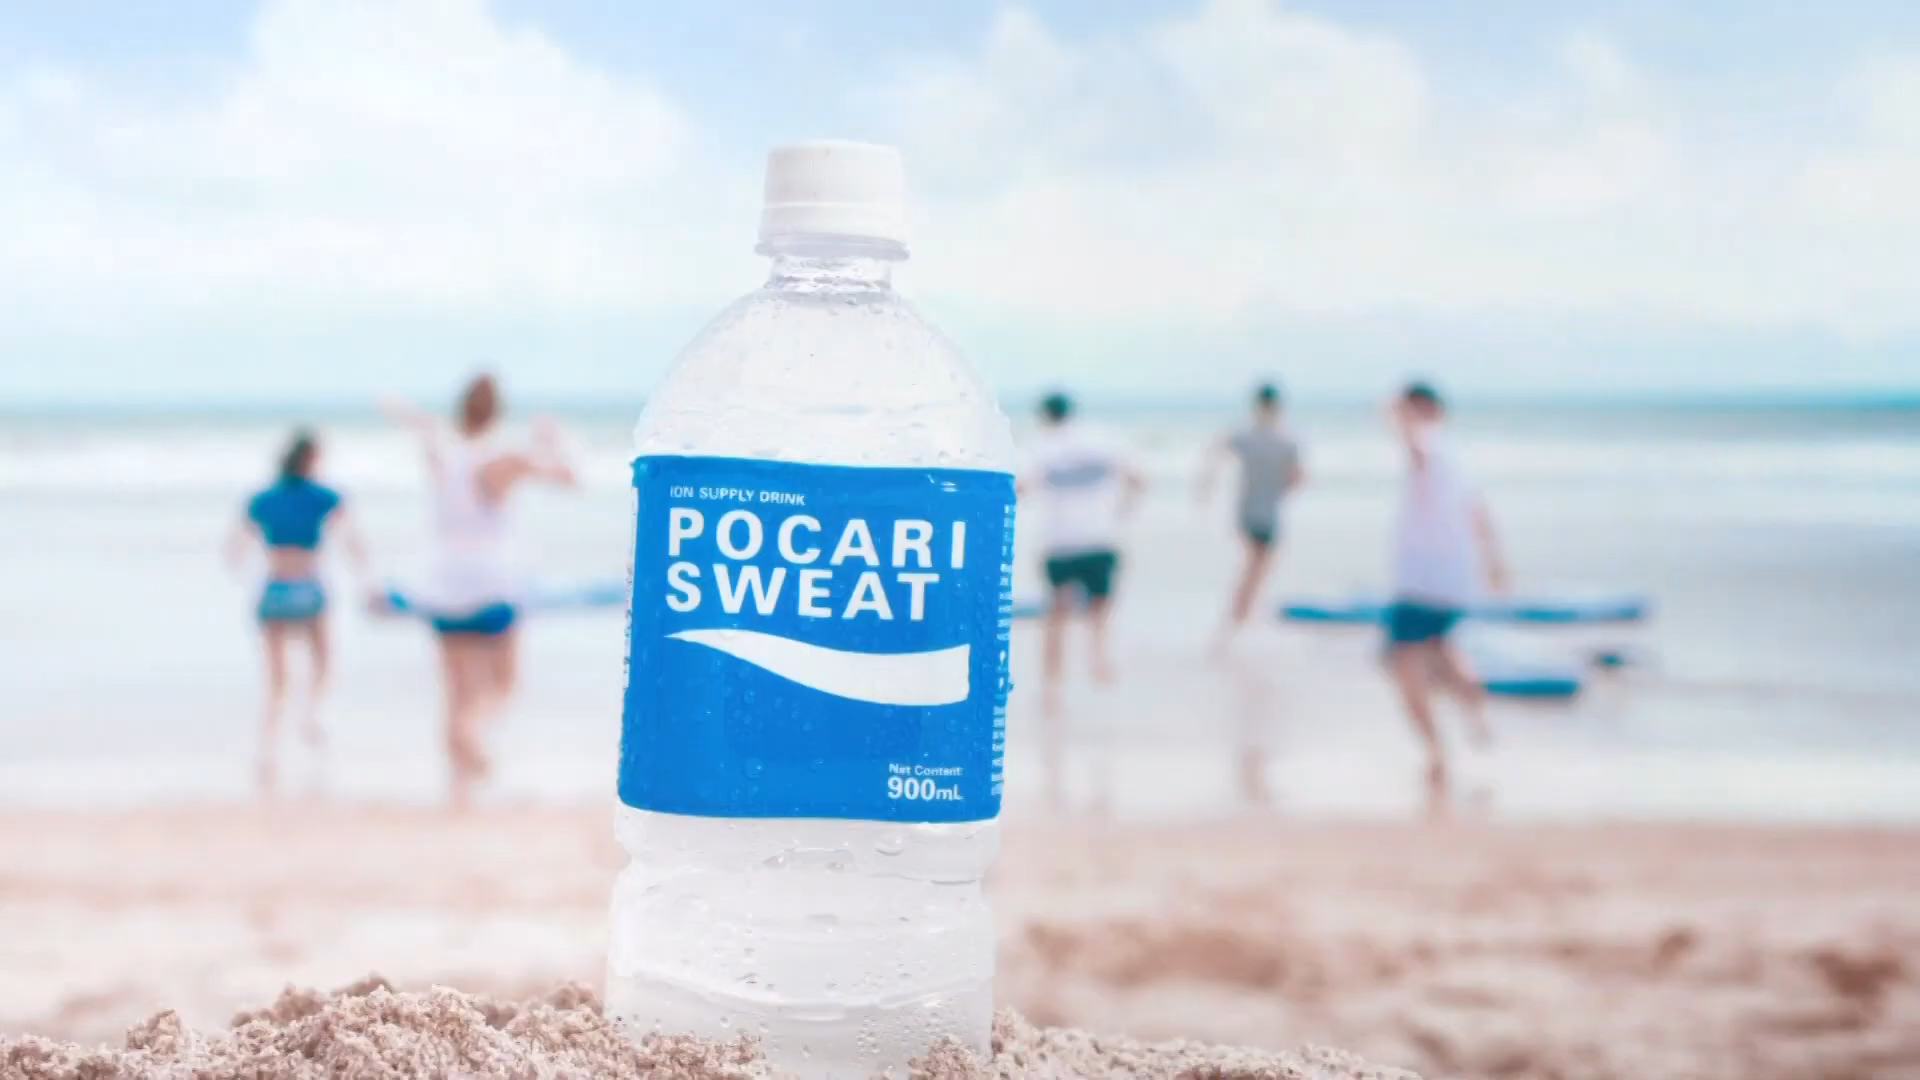 ION SUPPLY DRINK
POCARI
SWEAT
Net Content:
900mL